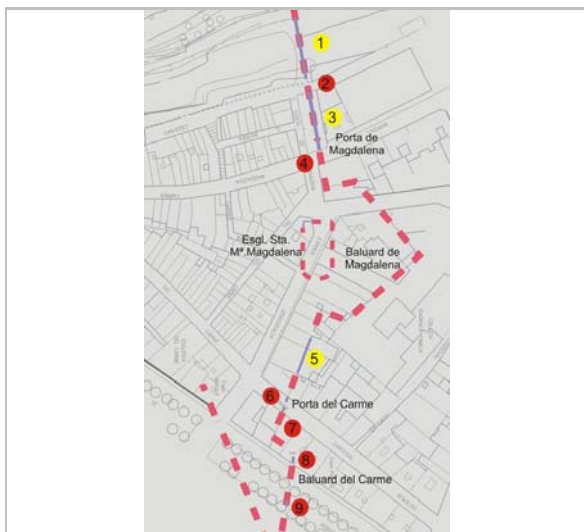 1
2
3
Porta de
Magdalena
4
Esgl. Sta.
Mª Magdalena
Baluard de
Magdalena
5
6
Porta del Carme
7
8
Baluard del Carme
9